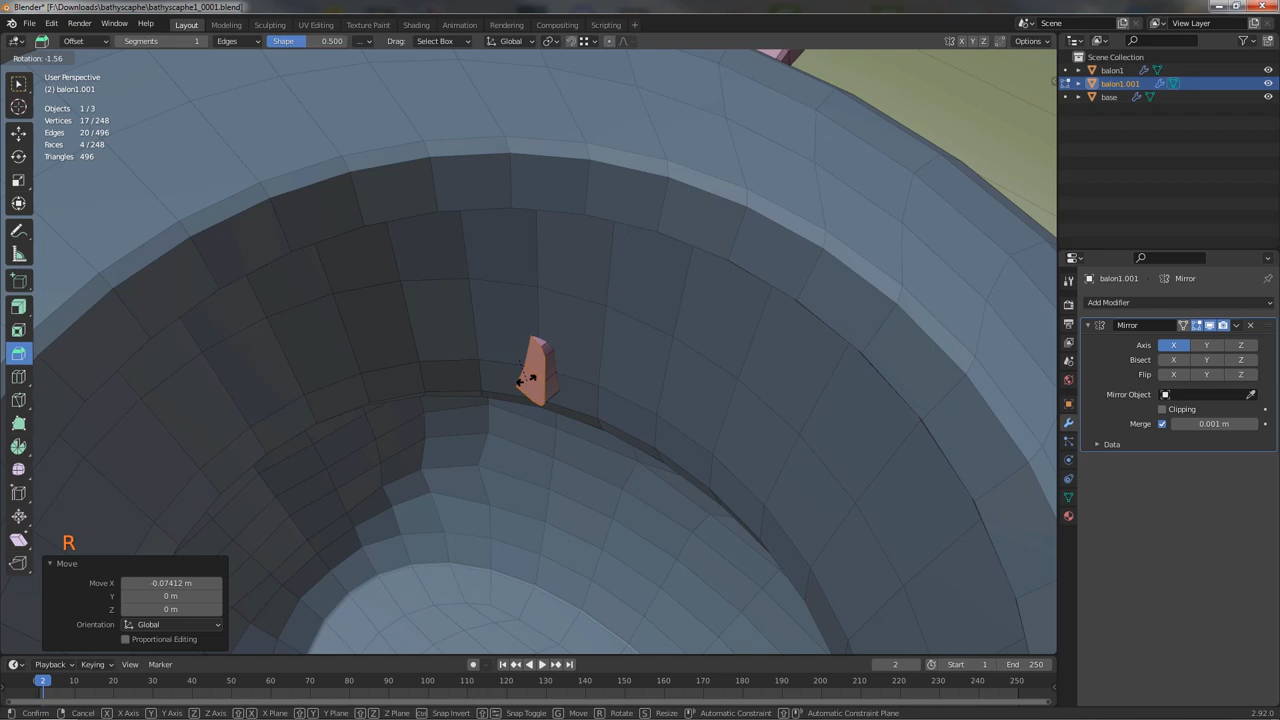 Blender* [F:\Downloads\bathyscaphe\bathyscaphe1_0001.blend]
File Edit Render Window Help Layout Modeling Sculpting UV Editing Texture Paint Shading Animation Rendering Compositing Scripting Scene View Layer
Offset Segments 1 Edges Shape 0.500 ... Drag: Select Box Global X Y Z Options
Rotation: -1.56
User Perspective
(2) balon1.001
Objects 1 / 3
Vertices 17 / 248
Edges 20 / 496
Faces 4 / 248
Triangles 496
Scene Collection
balon1
balon1.001
base
balon1.001 Mirror
Add Modifier
Mirror
Axis X Y Z
Bisect X Y Z
Flip X Y Z
Mirror Object
Clipping
Merge 0.001 m
Data
R
Move
Move X -0.07412 m
Y 0 m
Z 0 m
Orientation Global
Proportional Editing
Playback Keying View Marker 2 Start 1 End 250
2 10 20 30 40 50 60 70 80 90 100 110 120 130 140 150 160 170 180 190 200 210 220 230 240 250
Confirm Cancel X X Axis Y Y Axis Z Z Axis X X Plane Y Y Plane Z Z Plane Ctrl Snap Invert Snap Toggle G Move R Rotate S Resize Automatic Constraint Automatic Constraint Plane 2.92.0